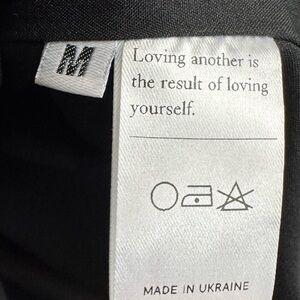 M
Loving another is
the result of loving
yourself.
MADE IN UKRAINE